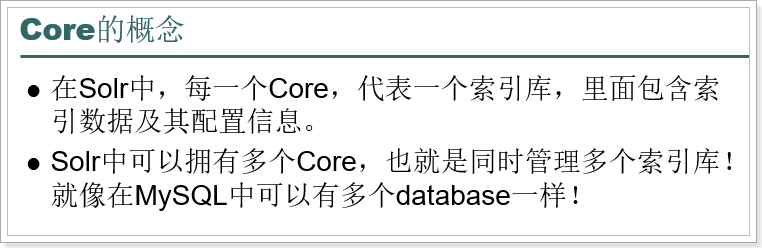 Core的概念
● 在Solr中，每一个Core，代表一个索引库，里面包含索
引数据及其配置信息。
● Solr中可以拥有多个Core，也就是同时管理多个索引库！
就像在MySQL中可以有多个database一样！